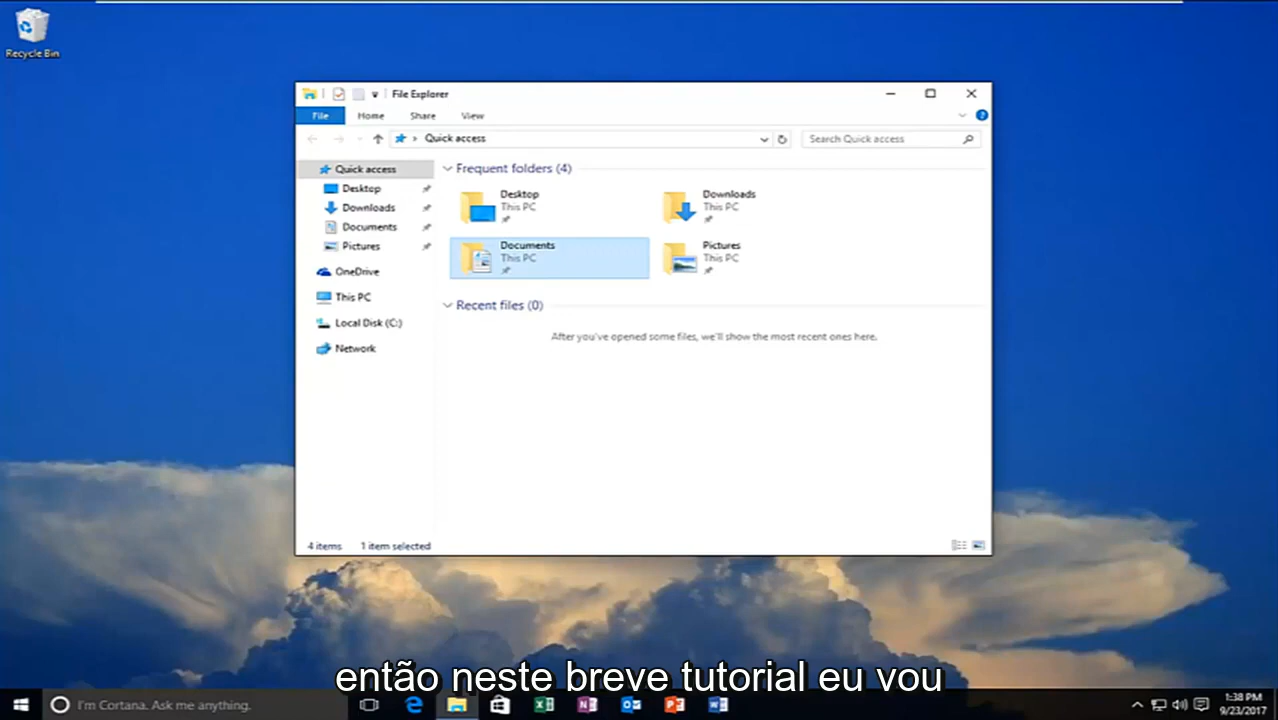 Recycle Bin
File Explorer
File Home Share View
Quick access
Search Quick access
Quick access
Desktop
Downloads
Documents
Pictures
OneDrive
This PC
Local Disk (C:)
Network
Frequent folders (4)
Desktop
This PC
Downloads
This PC
Documents
This PC
Pictures
This PC
Recent files (0)
After you've opened some files, we'll show the most recent ones here.
4 items 1 item selected
então neste breve tutorial eu vou
I'm Cortana. Ask me anything.
1:38 PM
9/23/2017